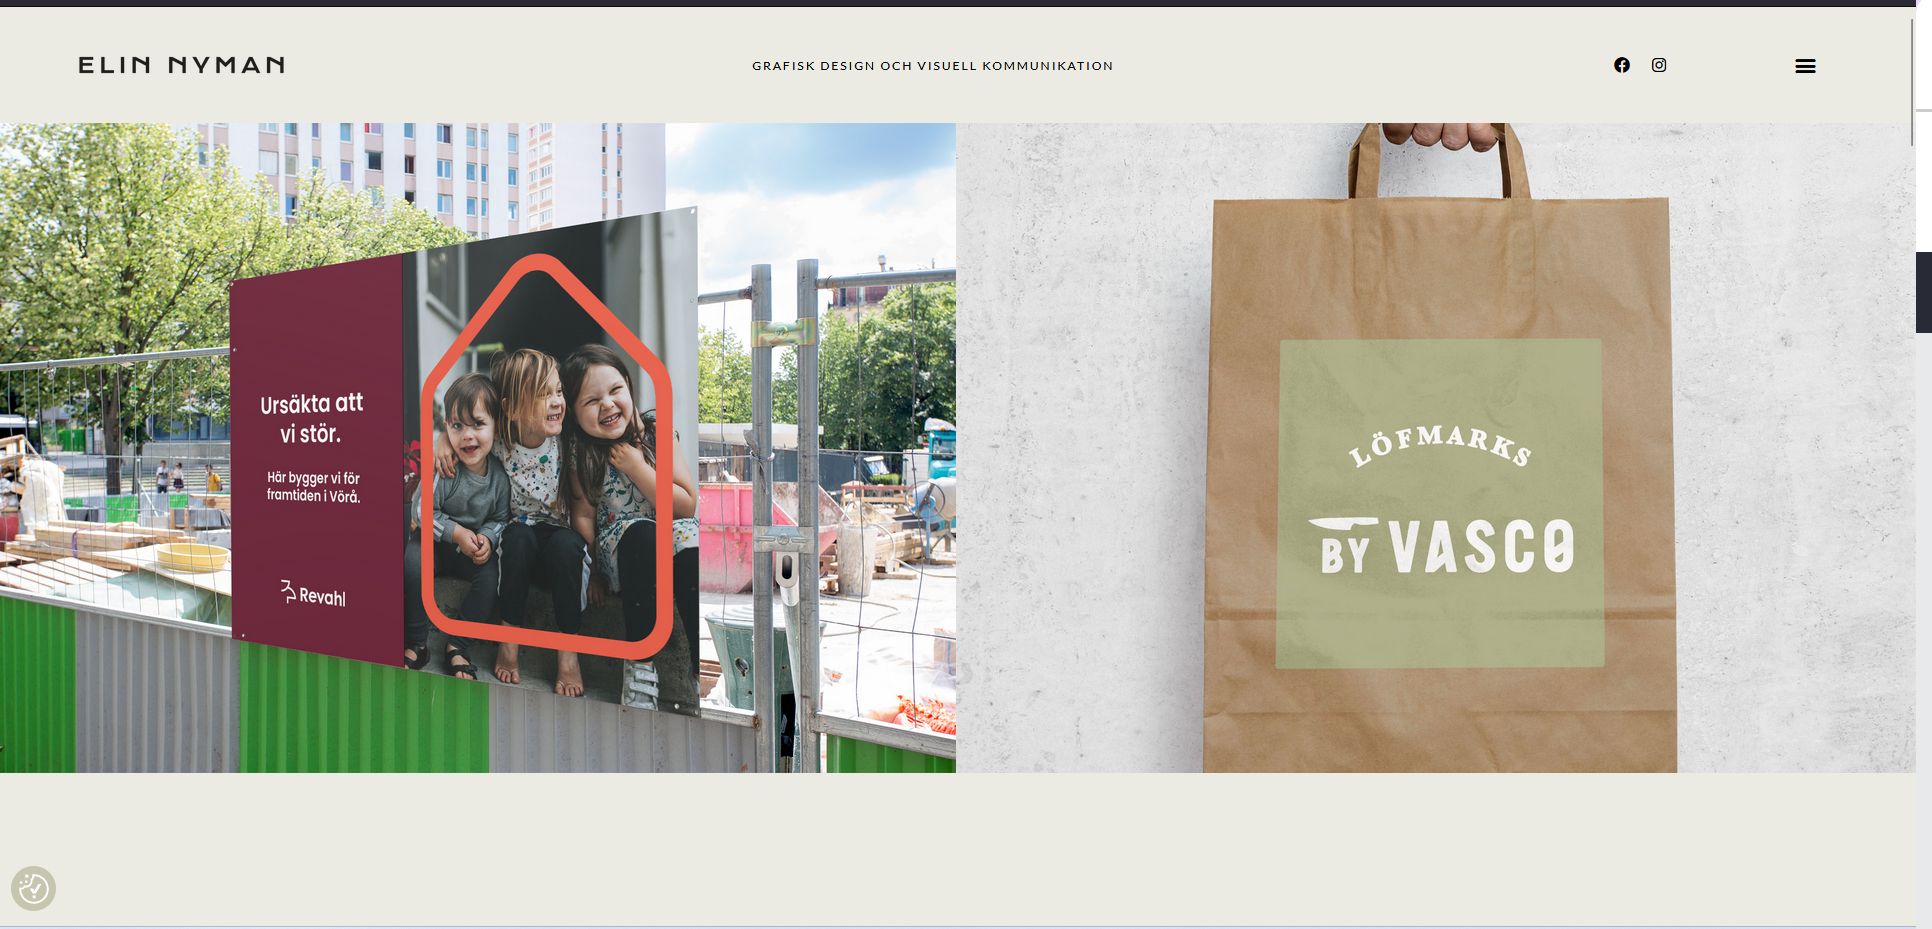 ELIN NYMAN
GRAFISK DESIGN OCH VISUELL KOMMUNIKATION
Ursäkta att
vi stör.
Här bygger vi för
framtiden i Vörå.
Revahl
LÖFMARKS
BY VASCO